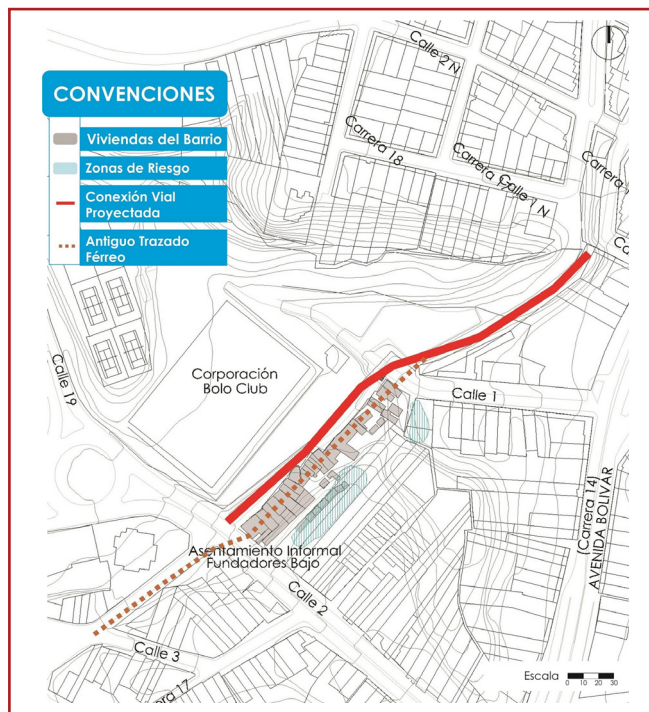 Calle 2 N
CONVENCIONES
Viviendas del Barrio
Zonas de Riesgo
Conexión Vial
Proyectada
Antiguo Trazado
Férreo
Carrera 18
Calle 1 N
Corporación
Bolo Club
Calle 19
Calle 1
(Carrera 14)
AVENIDA BOLIVAR
Asentamiento Informal
Fundadores Bajo
Calle 2
Calle 3
Escala
0 10 20 30